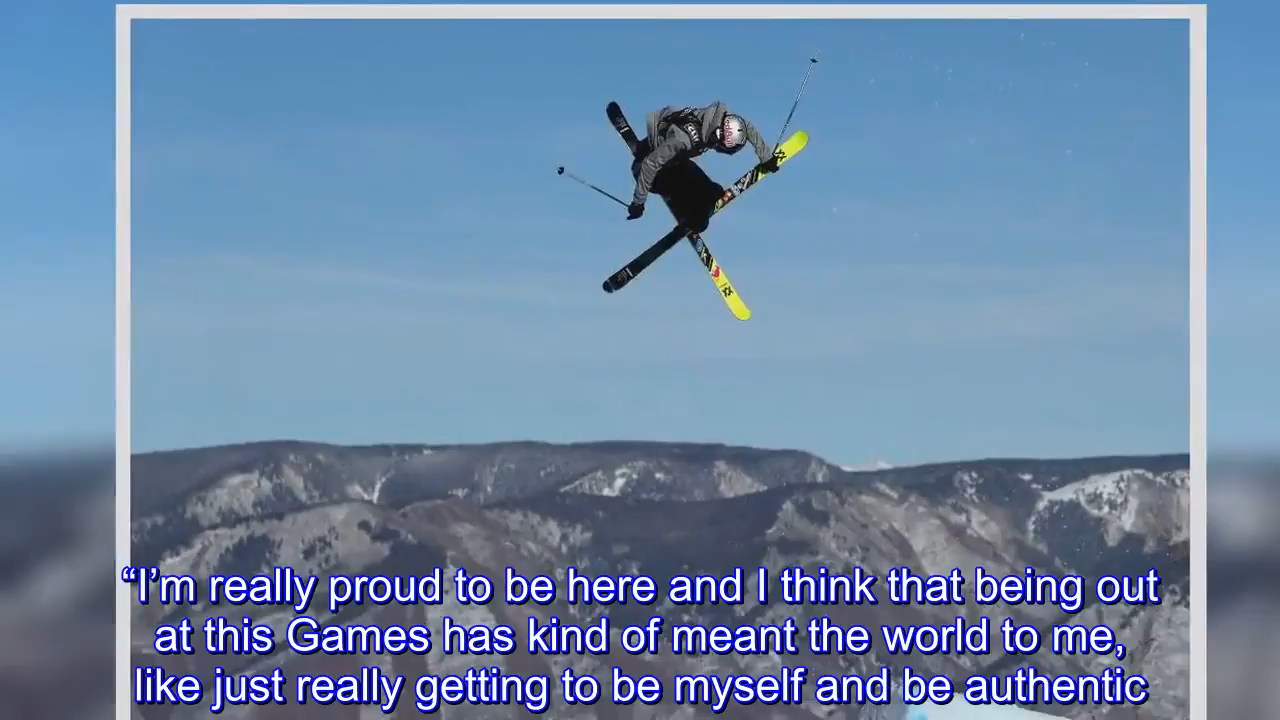 “I’m really proud to be here and I think that being out
at this Games has kind of meant the world to me,
like just really getting to be myself and be authentic